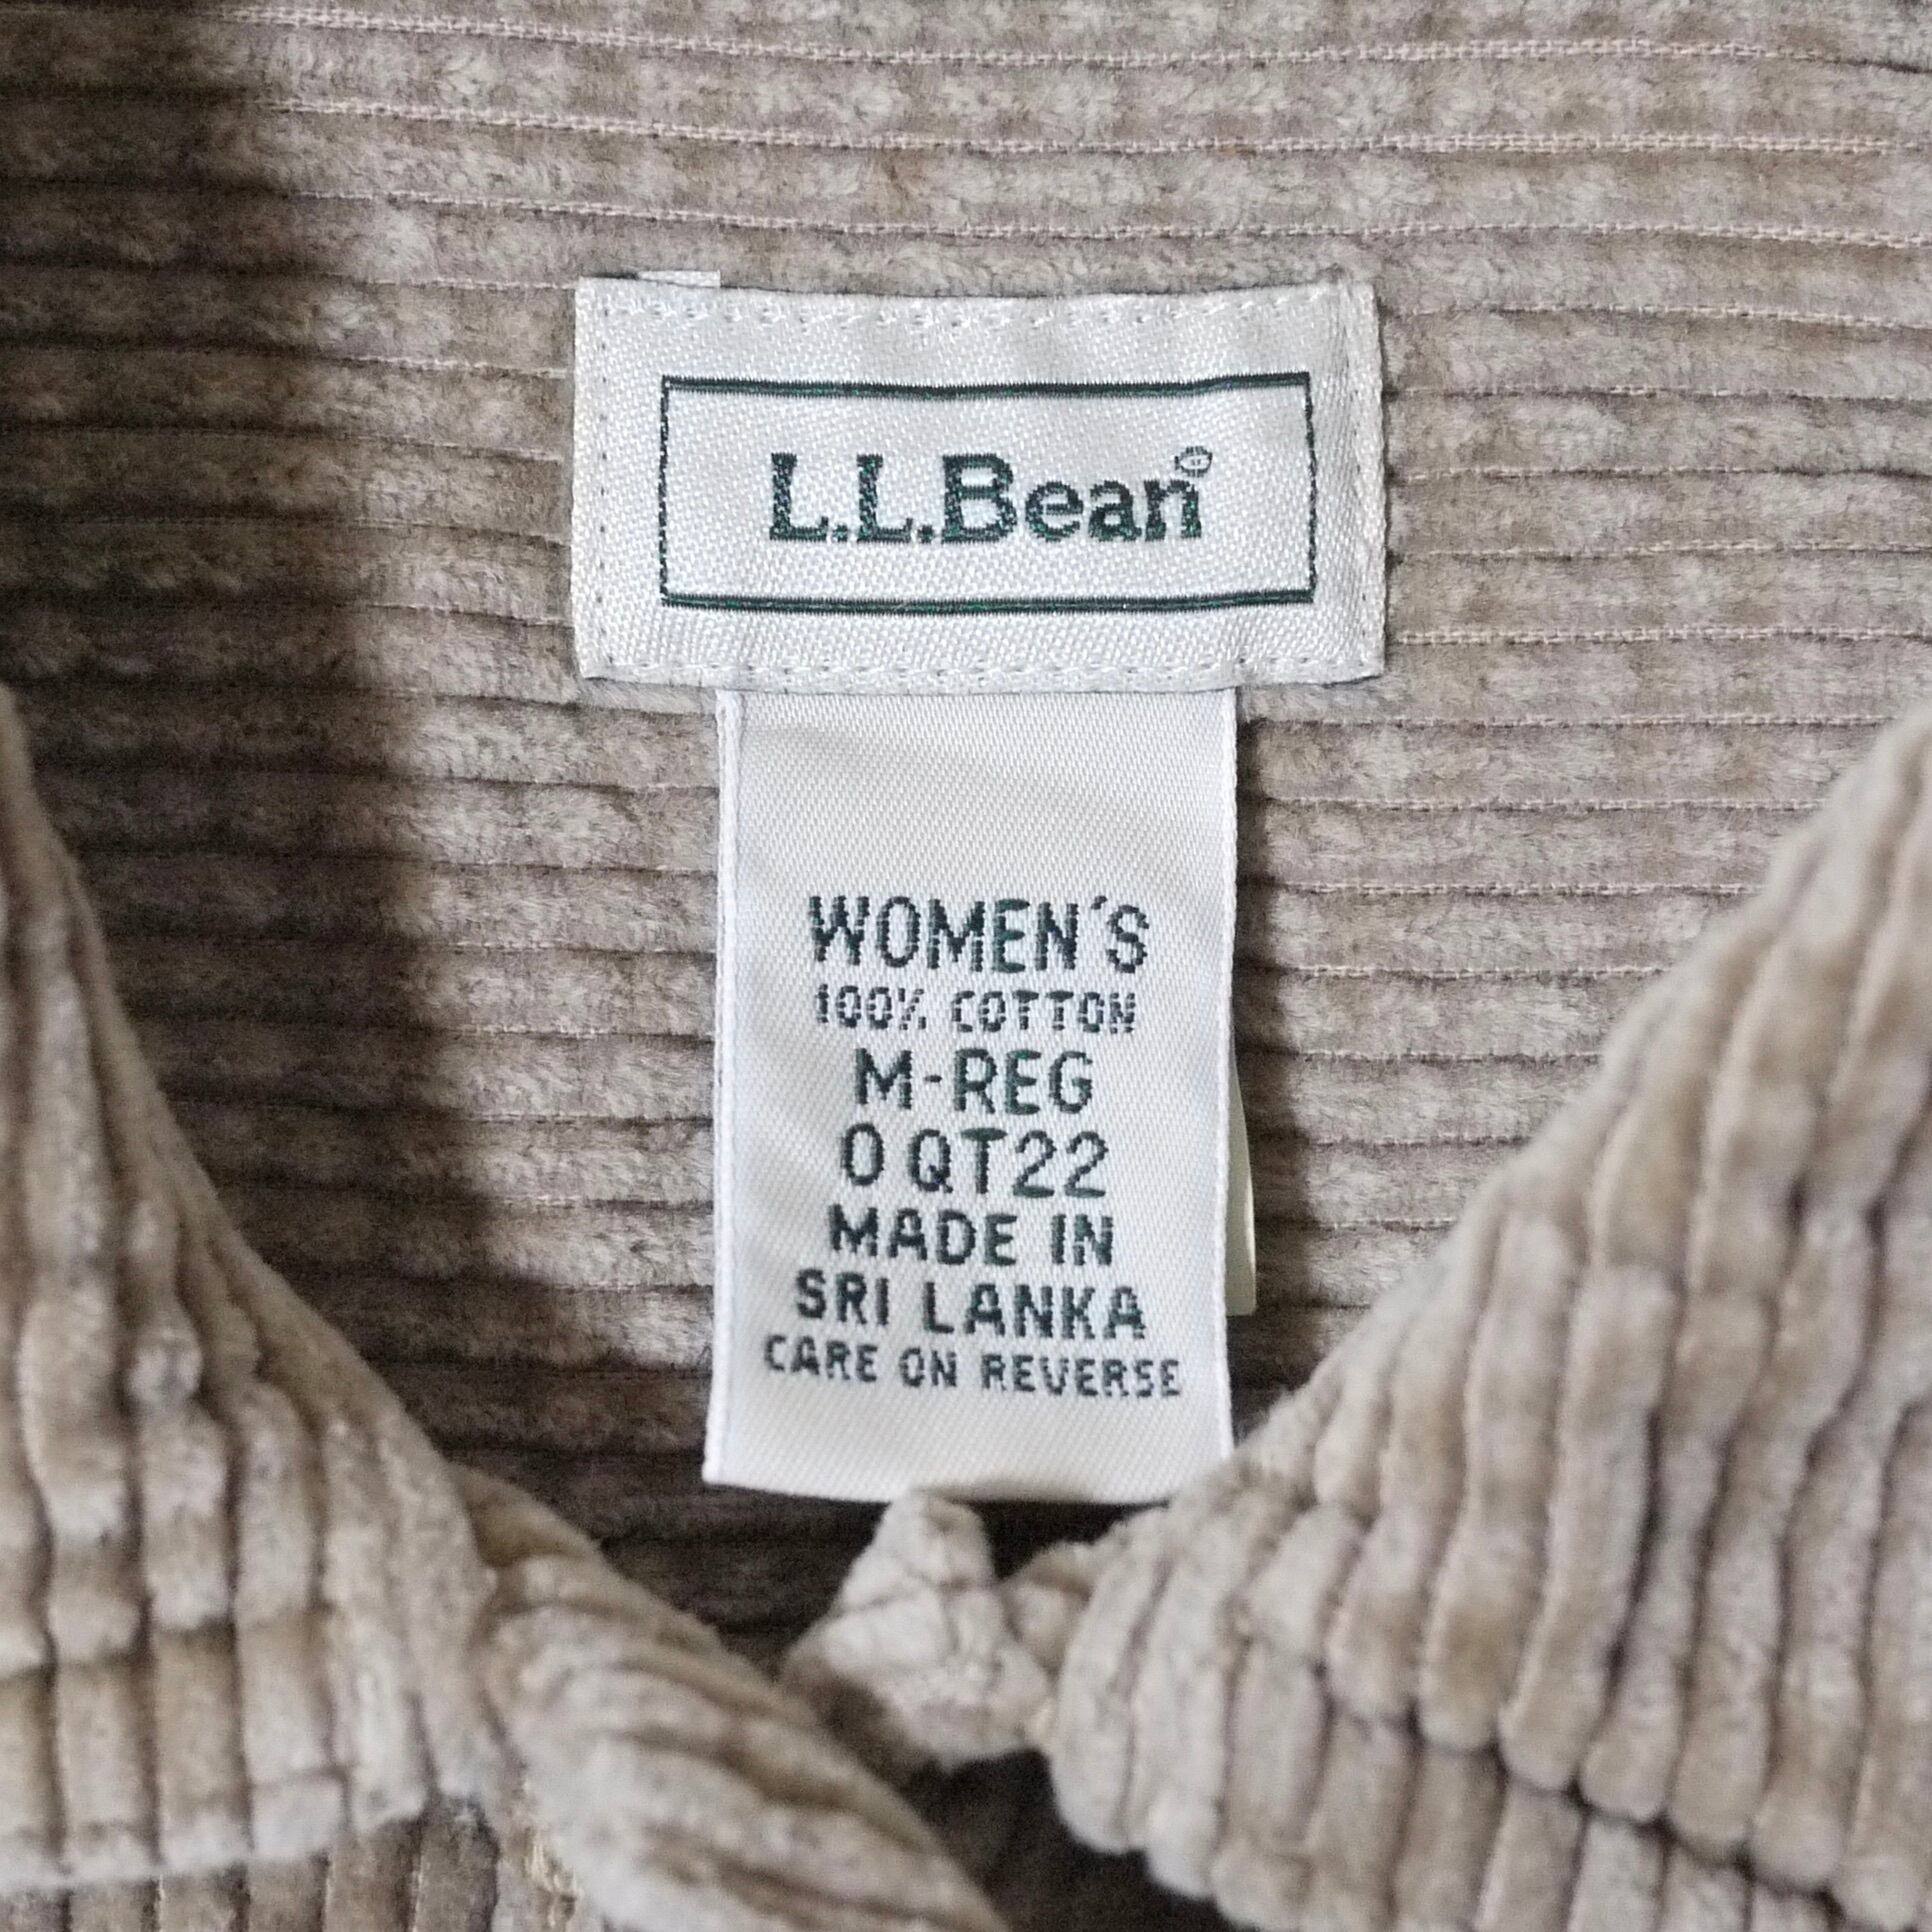 L.L.Bean®
WOMEN'S
100% COTTON
M-REG
0 QT22
MADE IN
SRI LANKA
CARE ON REVERSE